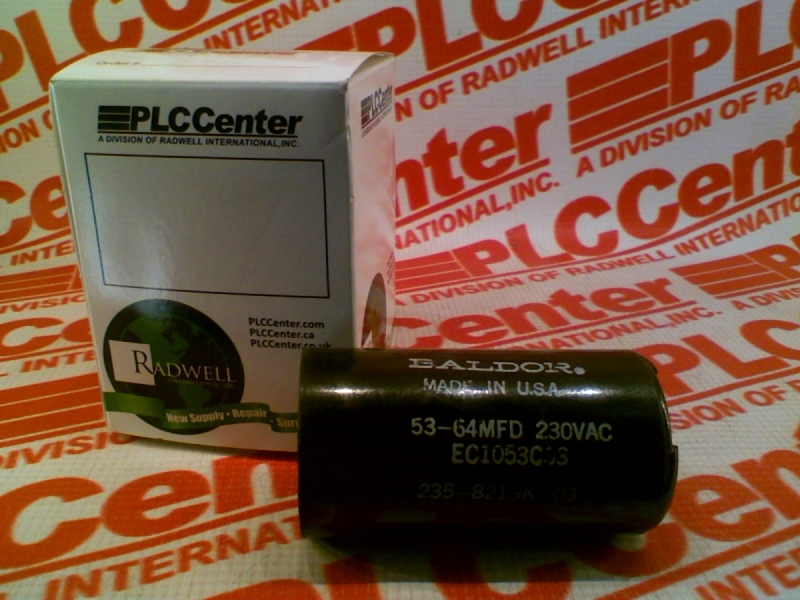 PLCCenter
A DIVISION OF RADWELL INTERNATIONAL, INC.
PLCCenter.com
PLCCenter.ca
PLCCenter.co.uk
RADWELL
New Supply · Repair ·
BALDOR.
MADE IN U.S.A.
53-64MFD 230VAC
PLCCenter
A DIVISION OF RADWELL INTERNATIONAL, INC.